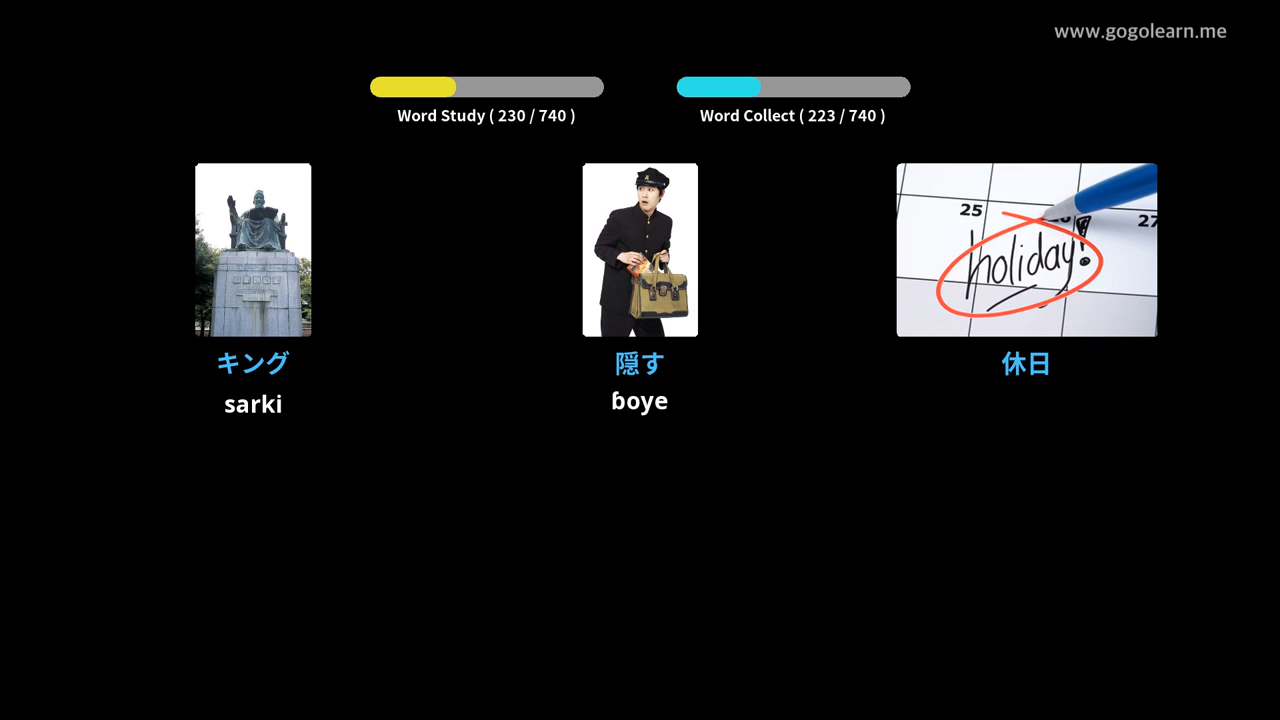 www.gogolearn.me
Word Study ( 230 / 740 )
Word Collect ( 223 / 740 )
25
27
holiday!
キング
隠す
休日
sarki
ɓoye